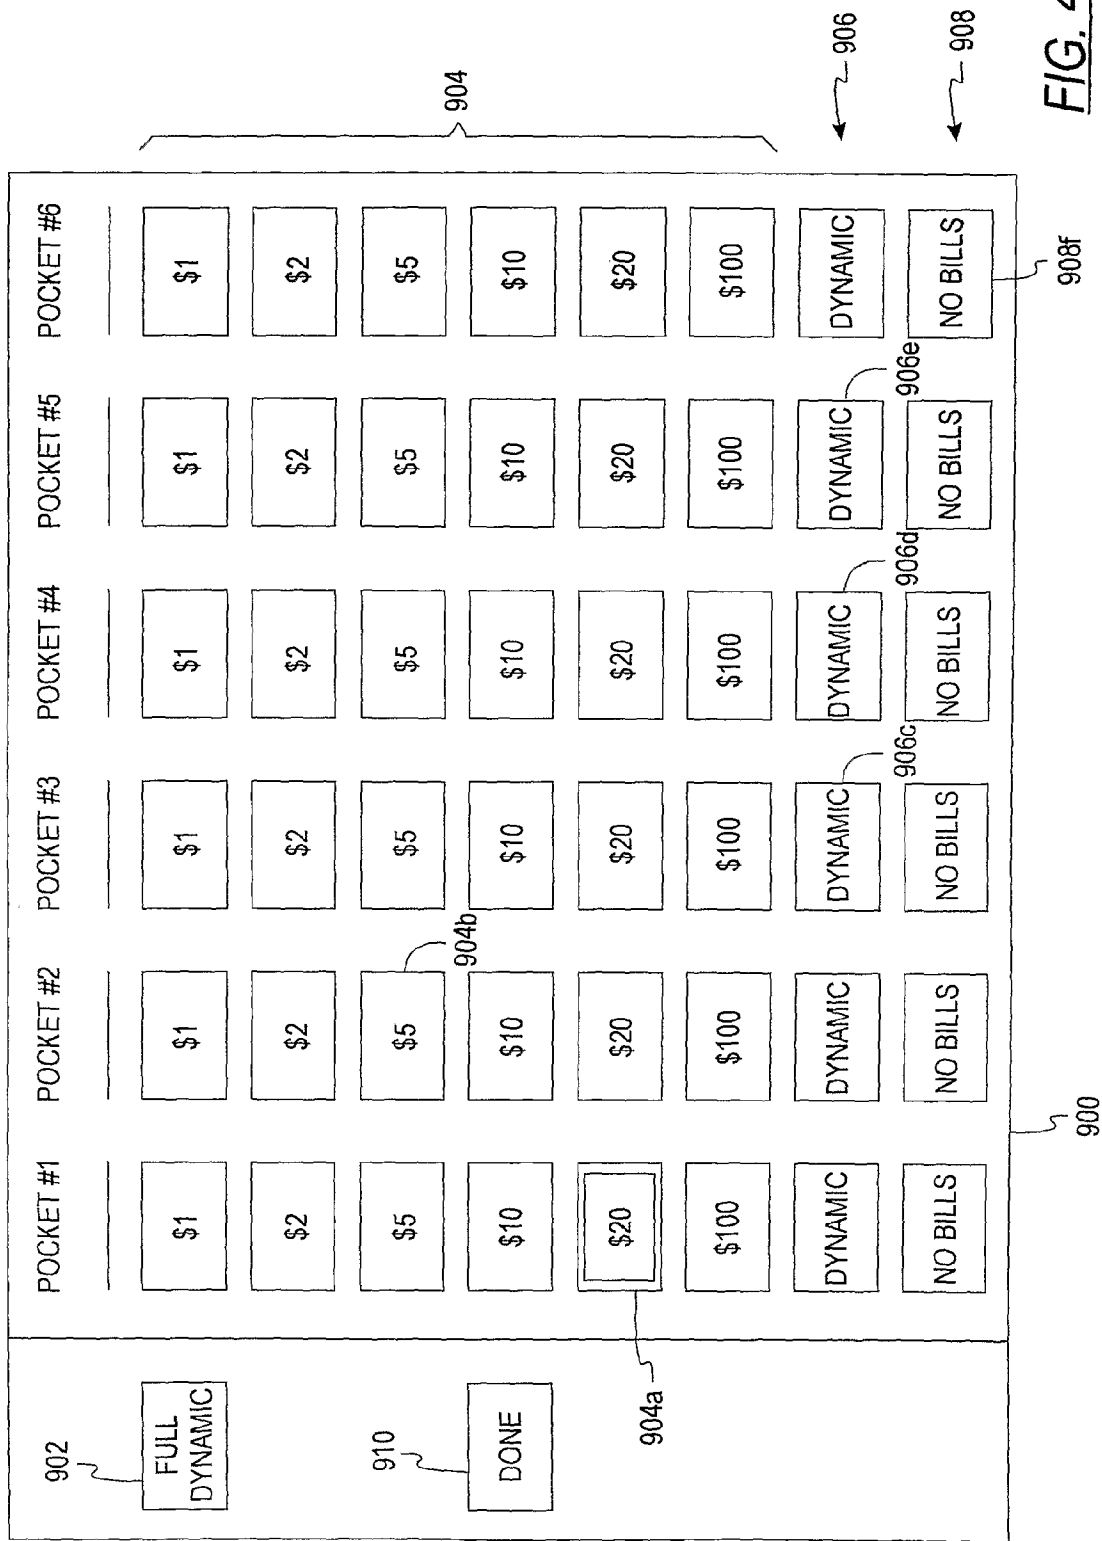 902
FULL
DYNAMIC
910
DONE
POCKET #1
POCKET #2
POCKET #3
POCKET #4
POCKET #5
POCKET #6
$1
$1
$1
$1
$1
$1
$2
$2
$2
$2
$2
$2
904
$5
$5
$5
$5
$5
$5
904b
$10
$10
$10
$10
$10
$10
$20
$20
$20
$20
$20
$20
904a
$100
$100
$100
$100
$100
$100
DYNAMIC
DYNAMIC
DYNAMIC
DYNAMIC
DYNAMIC
DYNAMIC
906
906c
906d
906e
NO BILLS
NO BILLS
NO BILLS
NO BILLS
NO BILLS
NO BILLS
908
908f
900
FIG.